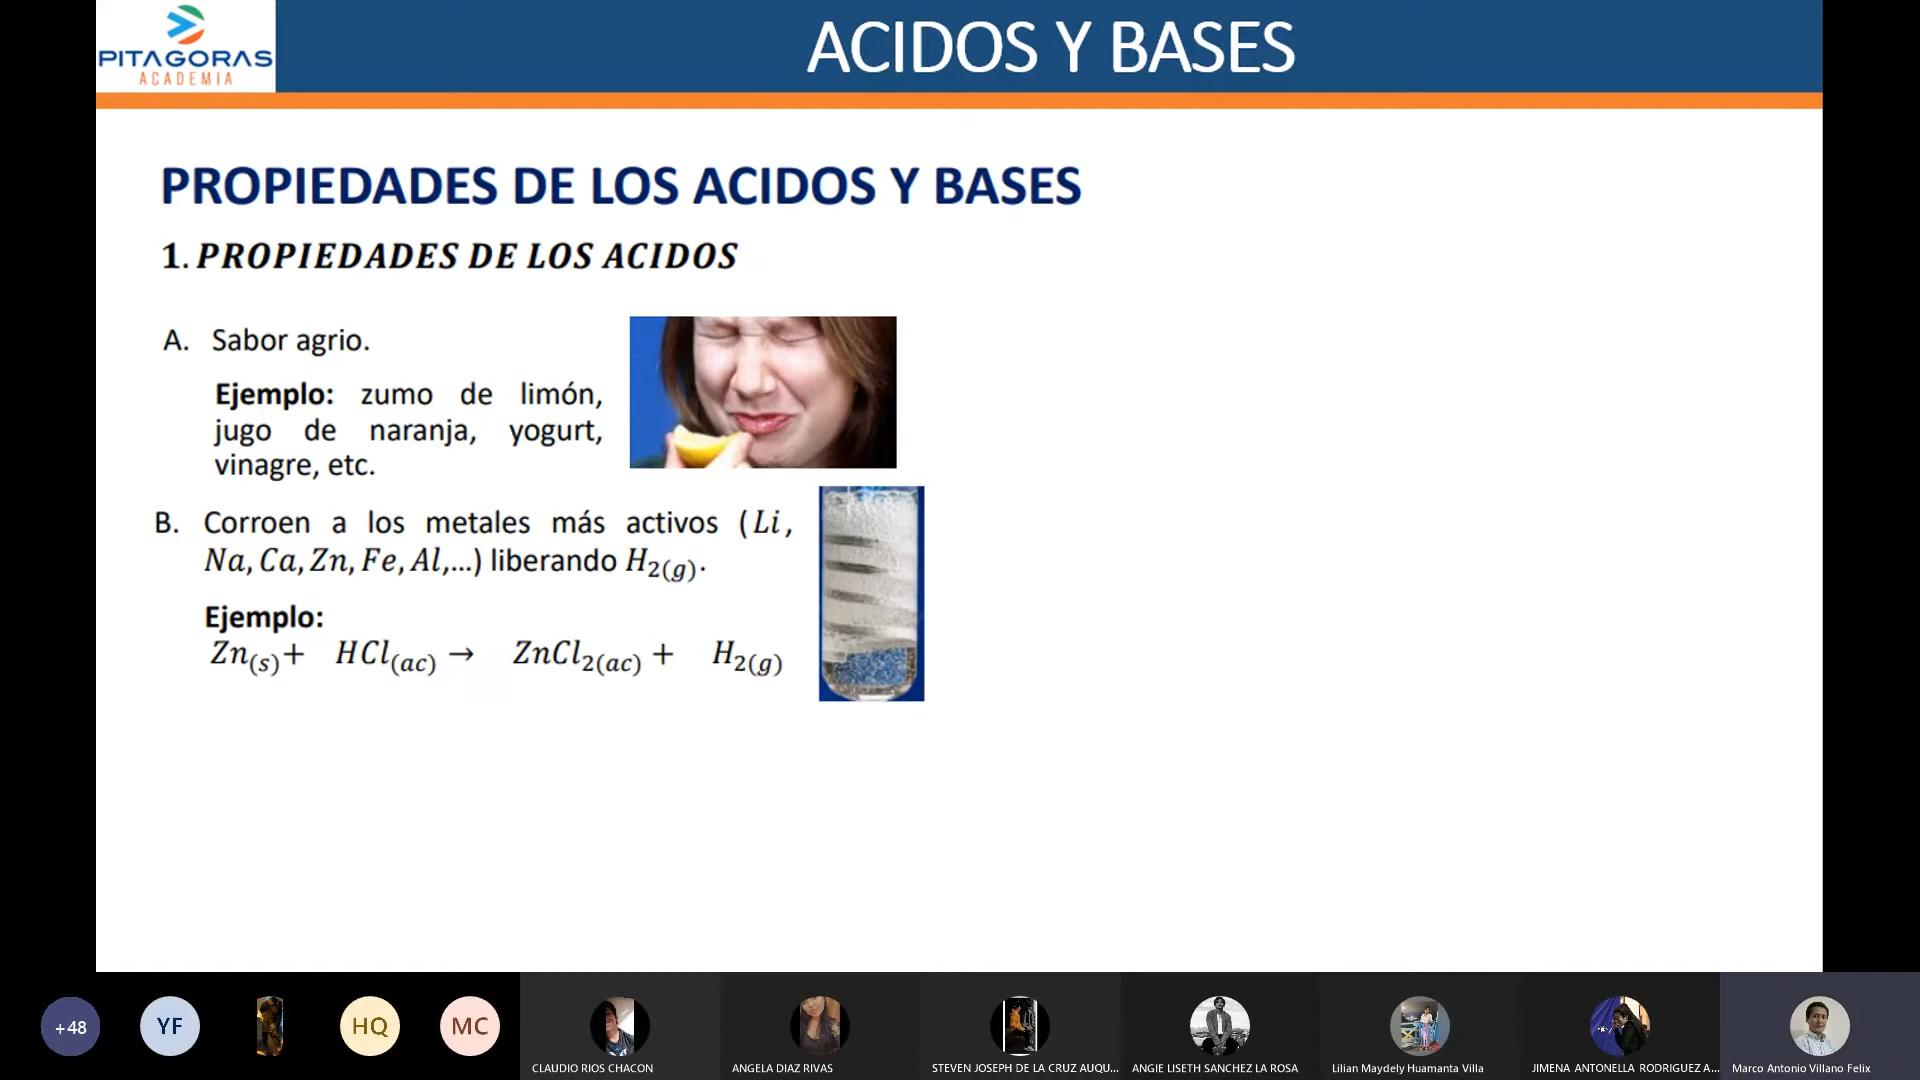 PITAGORAS
ACADEMIA
ACIDOS Y BASES
PROPIEDADES DE LOS ACIDOS Y BASES
1. PROPIEDADES DE LOS ACIDOS
A. Sabor agrio.
Ejemplo: zumo de limón,
jugo de naranja, yogurt,
vinagre, etc.
B. Corroen a los metales más activos (Li,
Na, Ca, Zn, Fe, Al,...) liberando H2(g).
Ejemplo:
Zn(s)+ HCl(ac) → ZnCl2(ac) + H2(g)
+48
YF
HQ
MC
CLAUDIO RIOS CHACON
ANGELA DIAZ RIVAS
STEVEN JOSEPH DE LA CRUZ AUQU...
ANGIE LISETH SANCHEZ LA ROSA
Lilian Maydely Huamanta Villa
JIMENA ANTONELLA RODRIGUEZ A...
Marco Antonio Villano Felix